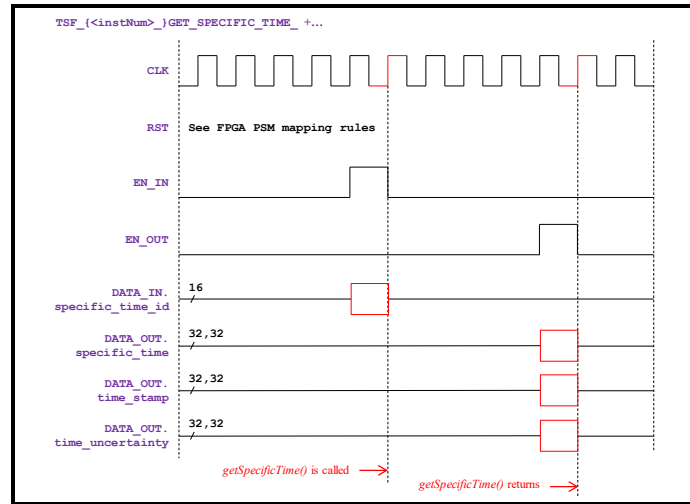 TSF_{<instNum>_}GET_SPECIFIC_TIME_ +…
CLK
RST See FPGA PSM mapping rules
EN_IN
EN_OUT
16
DATA_IN.
specific_time_id
32,32
DATA_OUT.
specific_time
32,32
DATA_OUT.
time_stamp
32,32
DATA_OUT.
time_uncertainty
getSpecificTime() is called
getSpecificTime() returns